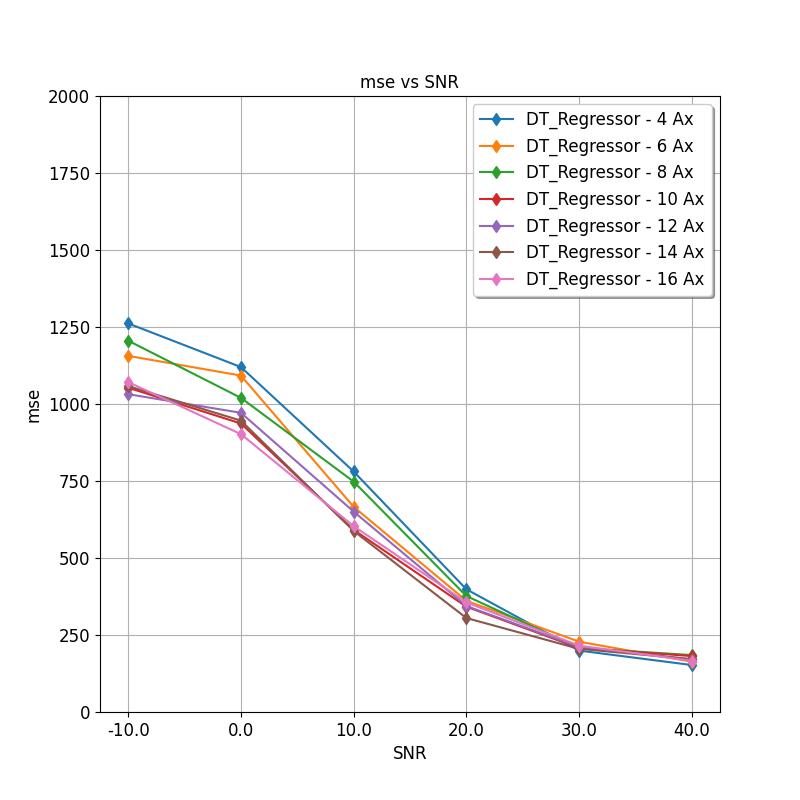 mse vs SNR
2000
1750
1500
1250
1000
750
500
250
0
mse
DT_Regressor - 4 Ax
DT_Regressor - 6 Ax
DT_Regressor - 8 Ax
DT_Regressor - 10 Ax
DT_Regressor - 12 Ax
DT_Regressor - 14 Ax
DT_Regressor - 16 Ax
-10.0 0.0 10.0 20.0 30.0 40.0
SNR